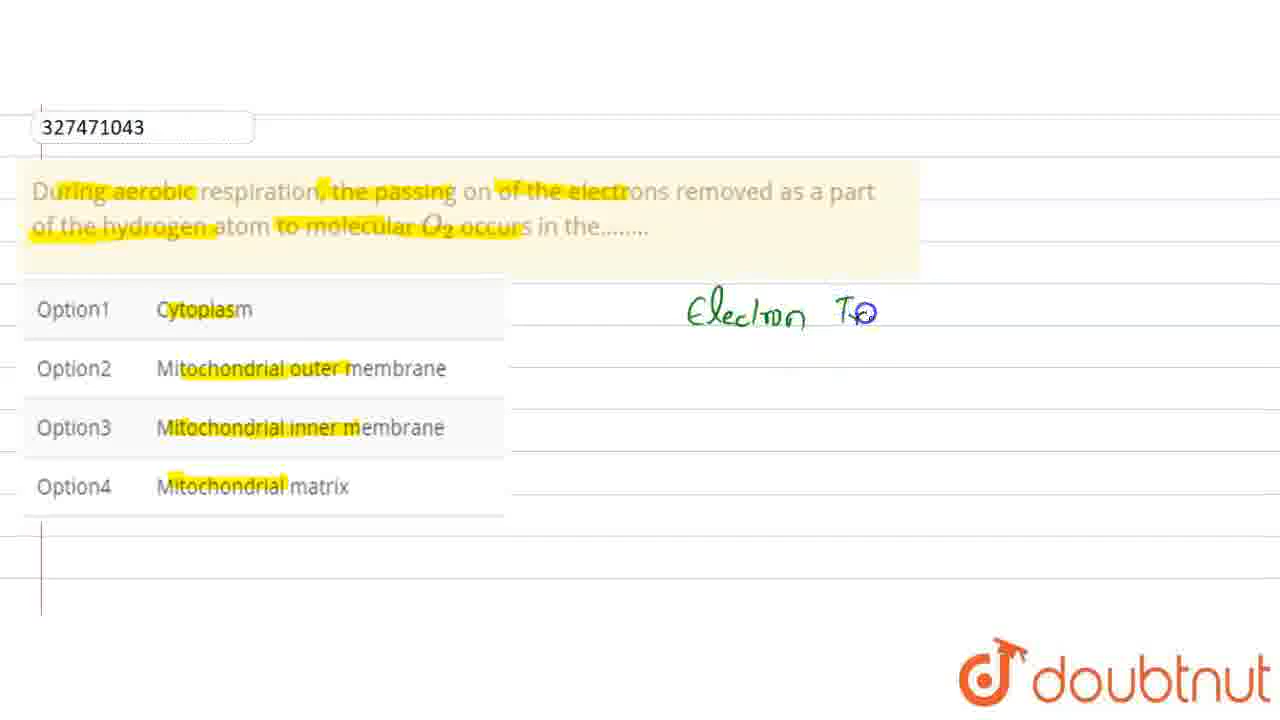 327471043
During aerobic respiration, the passing on of the electrons removed as a part
of the hydrogen atom to molecular O₂ occurs in the........
Option1 Cytoplasm
Electron Tr
Option2 Mitochondrial outer membrane
Option3 Mitochondrial inner membrane
Option4 Mitochondrial matrix
doubtnut